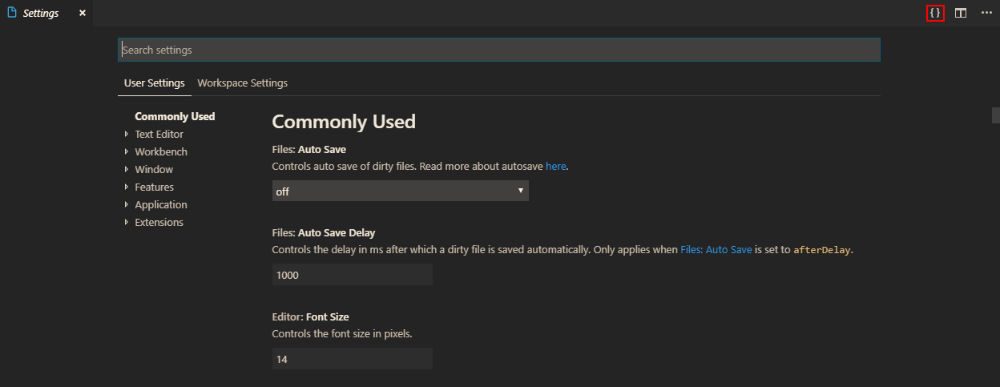 Settings
{ }
Search settings
User Settings Workspace Settings
Commonly Used
Text Editor
Workbench
Window
Features
Application
Extensions
Commonly Used
Files: Auto Save
Controls auto save of dirty files. Read more about autosave here.
off
Files: Auto Save Delay
Controls the delay in ms after which a dirty file is saved automatically. Only applies when Files: Auto Save is set to afterDelay.
1000
Editor: Font Size
Controls the font size in pixels.
14